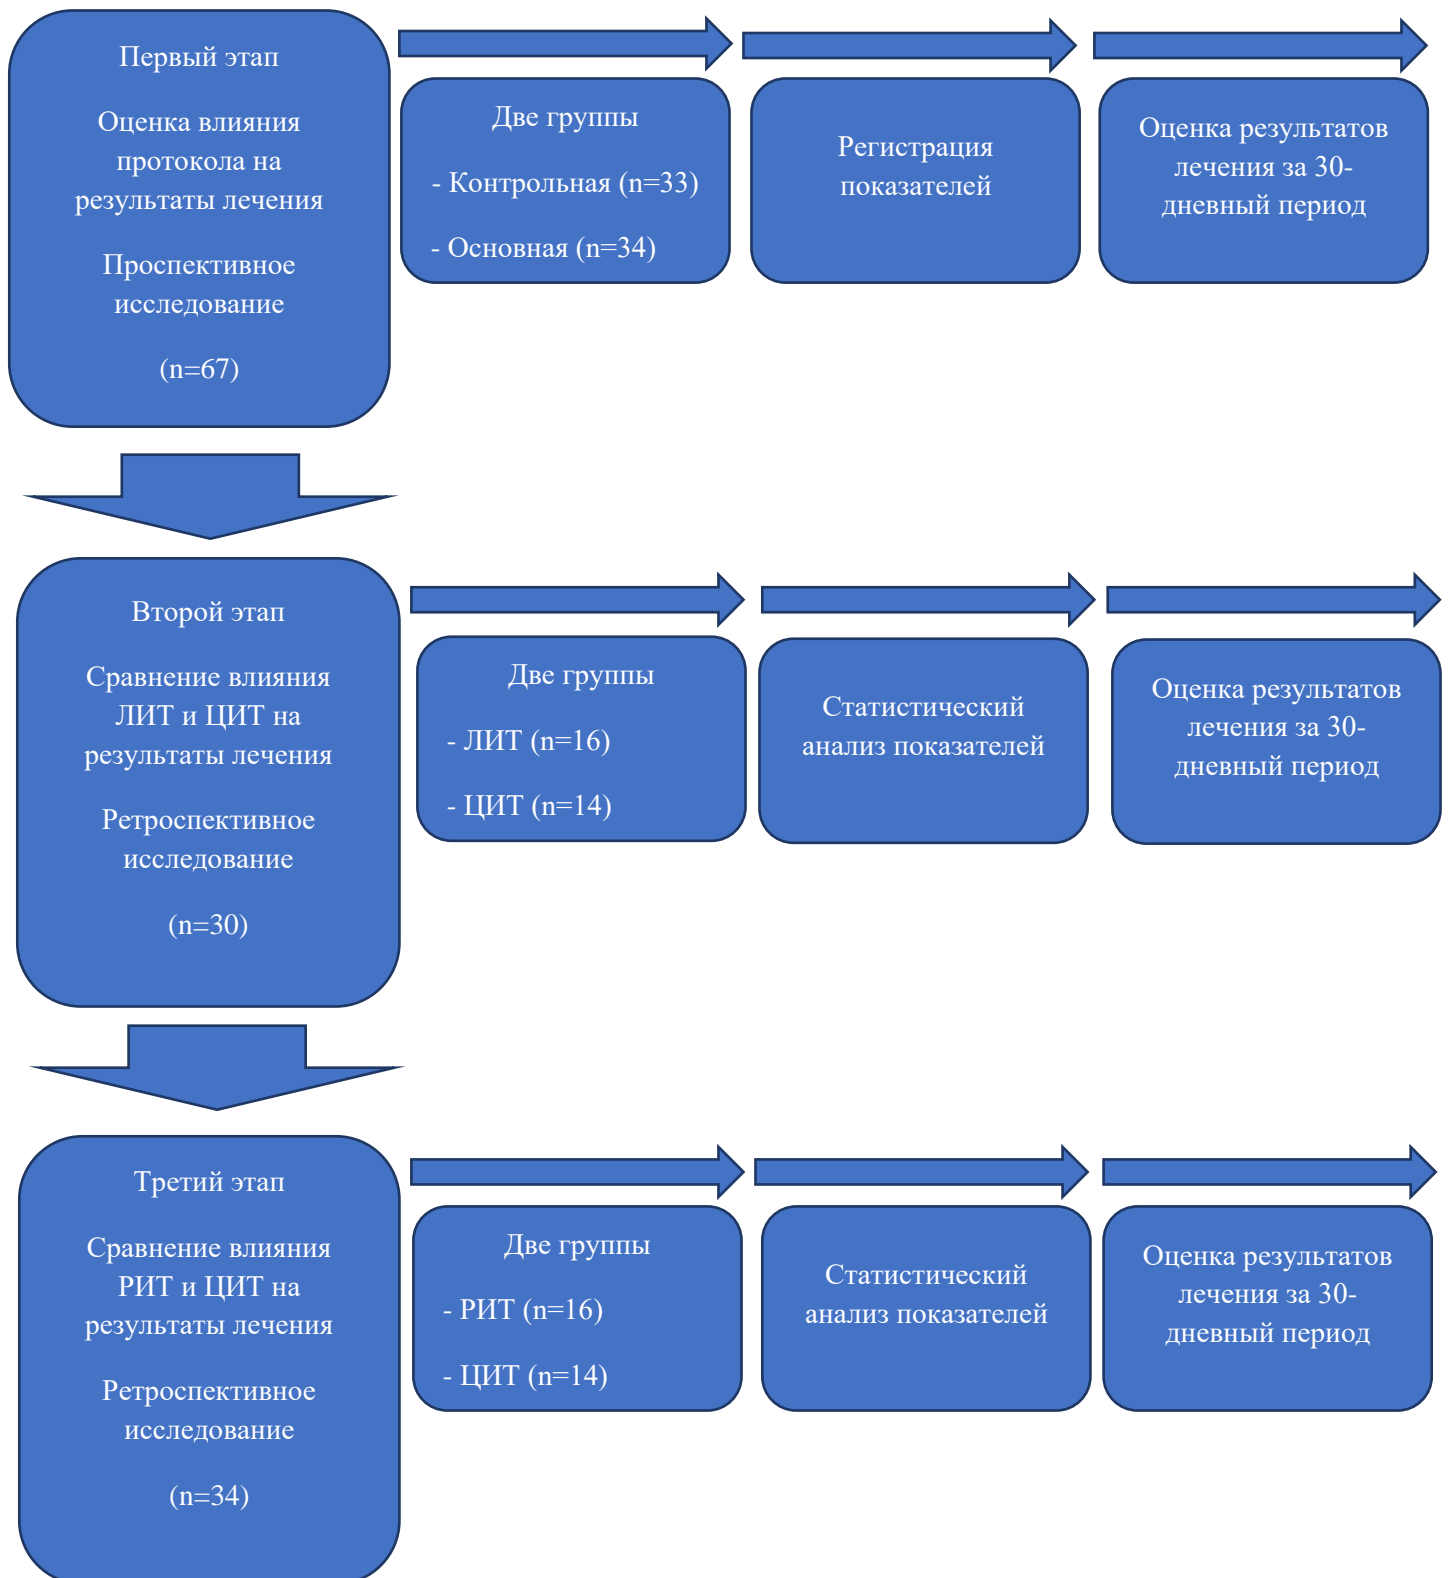 Первый этап
Оценка влияния
протокола на
результаты лечения
Проспективное
исследование
(n=67)
Две группы
- Контрольная (n=33)
- Основная (n=34)
Регистрация
показателей
Оценка результатов
лечения за 30-
дневный период
Второй этап
Сравнение влияния
ЛИТ и ЦИТ на
результаты лечения
Ретроспективное
исследование
(n=30)
Две группы
- ЛИТ (n=16)
- ЦИТ (n=14)
Статистический
анализ показателей
Оценка результатов
лечения за 30-
дневный период
Третий этап
Сравнение влияния
РИТ и ЦИТ на
результаты лечения
Ретроспективное
исследование
(n=34)
Две группы
- РИТ (n=16)
- ЦИТ (n=14)
Статистический
анализ показателей
Оценка результатов
лечения за 30-
дневный период